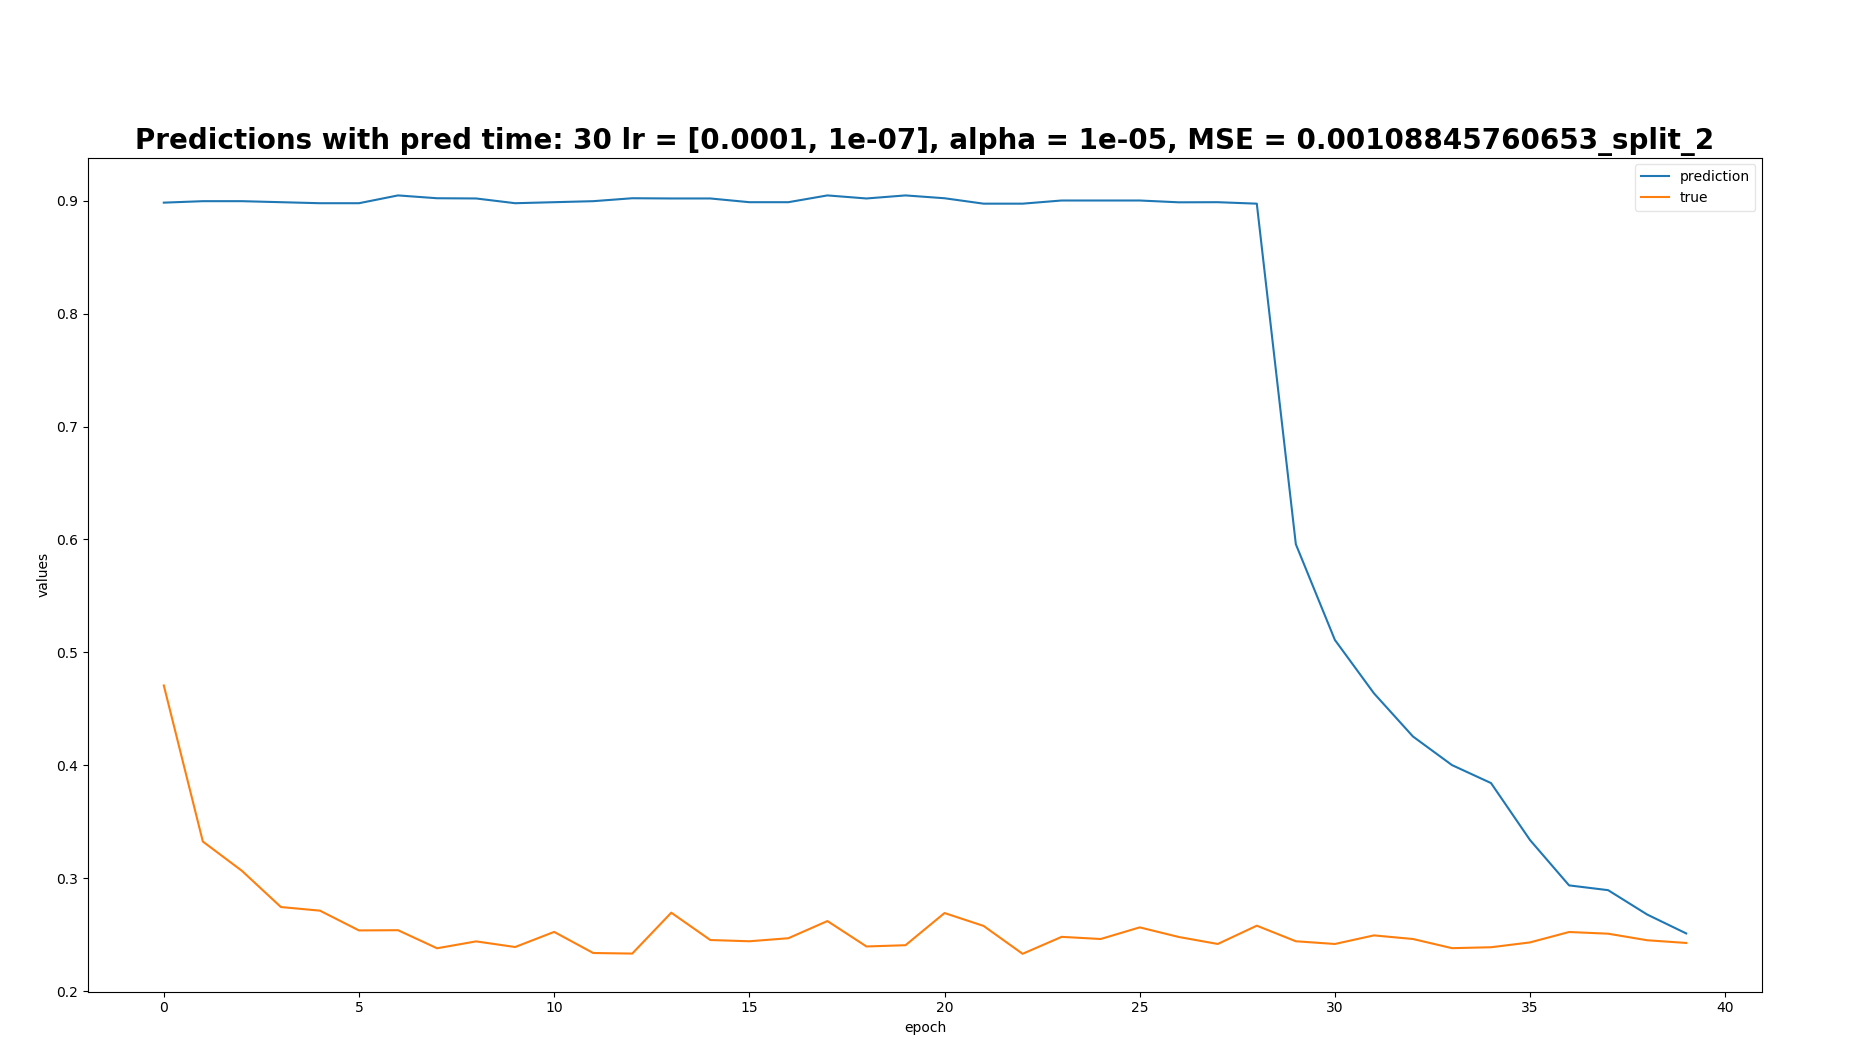 Predictions with pred time: 30 lr = [0.0001, 1e-07], alpha = 1e-05, MSE = 0.00108845760653_split_2
prediction
true
0.9
0.8
0.7
0.6
0.5
0.4
0.3
0.2
values
0 5 10 15 20 25 30 35 40
epoch